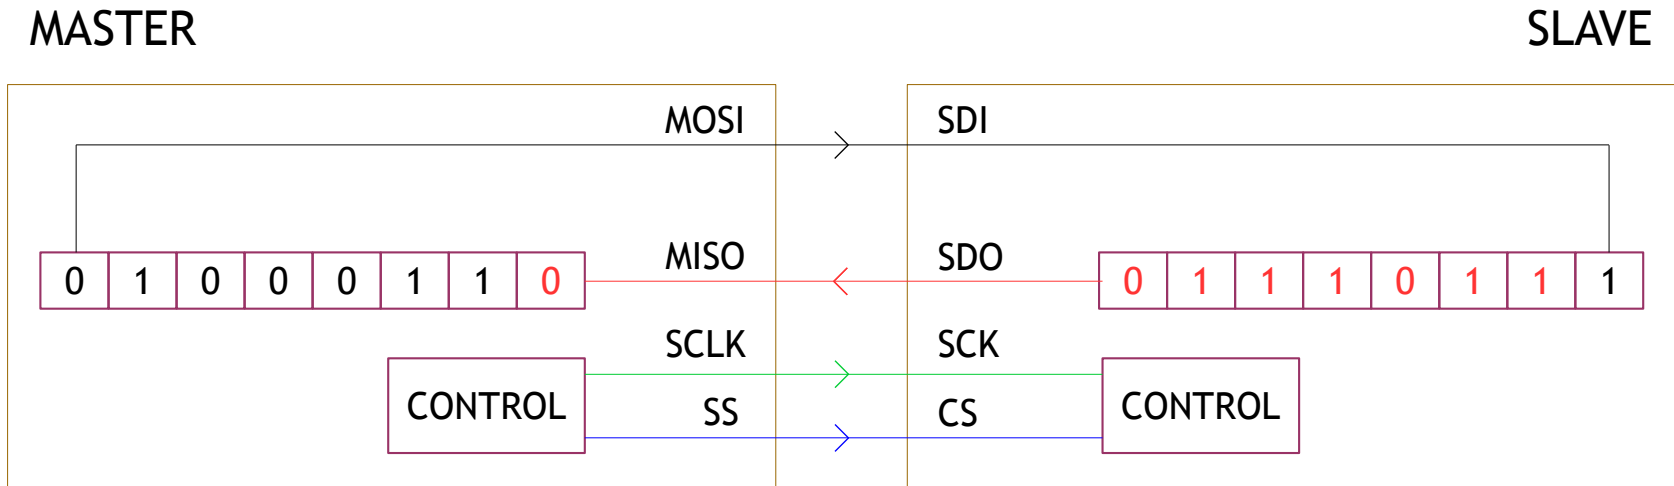 MASTER SLAVE
MOSI SDI
MISO SDO
0 1 0 0 0 1 1 0 0 1 1 1 0 1 1 1
SCLK SCK
CONTROL CONTROL
SS CS